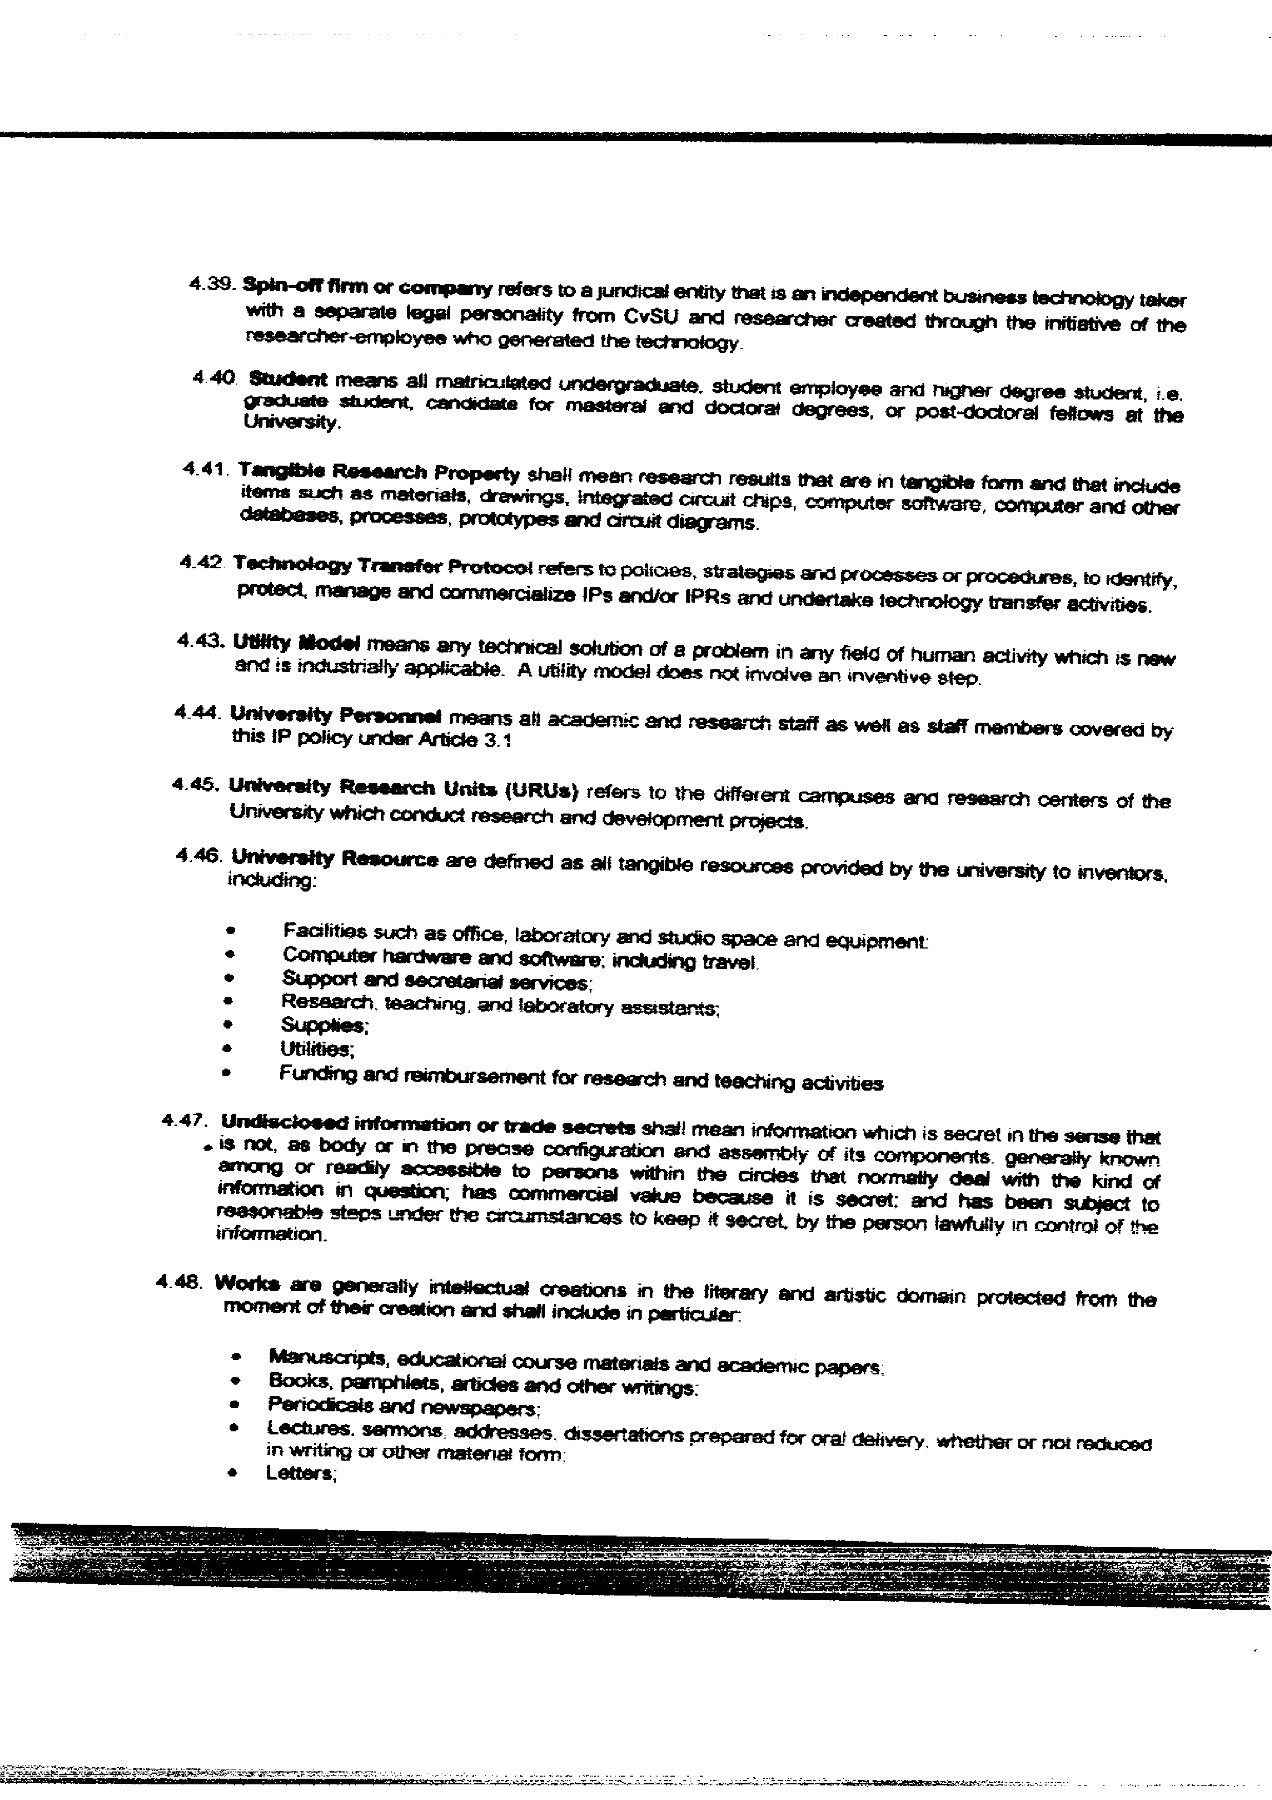 4.39. Spin-off firm or company refers to a juridical entity that is an independent business technology taker
with a separate legal personality from CvSU and researcher created through the initiative of the
researcher-employee who generated the technology.
4.40 Student means all matriculated undergraduate, student employee and higher degree student, i.e.
graduate student, candidate for masteral and doctoral degrees, or post-doctoral fellows at the
University.
4.41. Tangible Research Property shall mean research results that are in tangible form and that include
items such as materials, drawings, integrated circuit chips, computer software, computer and other
databases, processes, prototypes and circuit diagrams.
4.42 Technology Transfer Protocol refers to policies, strategies and processes or procedures, to identify,
protect, manage and commercialize IPs and/or IPRs and undertake technology transfer activities.
4.43. Utility Model means any technical solution of a problem in any field of human activity which is new
and is industrially applicable. A utility model does not involve an inventive step.
4.44. University Personnel means all academic and research staff as well as staff members covered by
this IP policy under Article 3.1
4.45. University Research Units (URUs) refers to the different campuses and research centers of the
University which conduct research and development projects.
4.46. University Resource are defined as all tangible resources provided by the university to inventors,
including:
• Facilities such as office, laboratory and studio space and equipment:
• Computer hardware and software; including travel.
• Support and secretarial services;
• Research, teaching, and laboratory assistants;
• Supplies;
• Utilities;
• Funding and reimbursement for research and teaching activities
4.47. Undisclosed information or trade secrets shall mean information which is secret in the sense that
is not, as body or in the precise configuration and assembly of its components, generally known
among or readily accessible to persons within the circles that normally deal with the kind of
information in question; has commercial value because it is secret; and has been subject to
reasonable steps under the circumstances to keep it secret, by the person lawfully in control of the
information.
4.48. Works are generally intellectual creations in the literary and artistic domain protected from the
moment of their creation and shall include in particular:
• Manuscripts, educational course materials and academic papers;
• Books, pamphlets, articles and other writings;
• Periodicals and newspapers;
• Lectures, sermons, addresses, dissertations prepared for oral delivery, whether or not reduced
in writing or other material form;
• Letters;